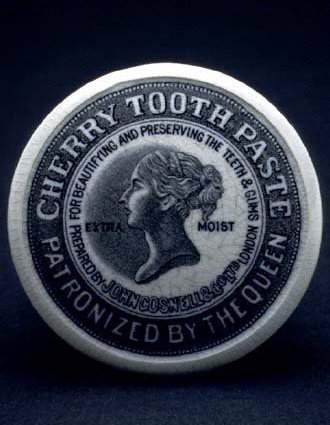 CHERRY TOOTH PASTE
PATRONIZED BY THE QUEEN
FOR BEAUTIFYING AND PRESERVING THE TEETH & GUMS
EXTRA MOIST
PREPARED BY JOHN GOSNELL & Co LTD LONDON